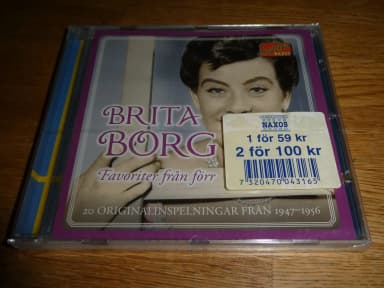 BRITA
BORG
Favoriter från förr
20 ORIGINALINSPELNINGAR FRÅN 1947–1956
NAXOS
1 för 59 kr
2 för 100 kr
7 320470 043165